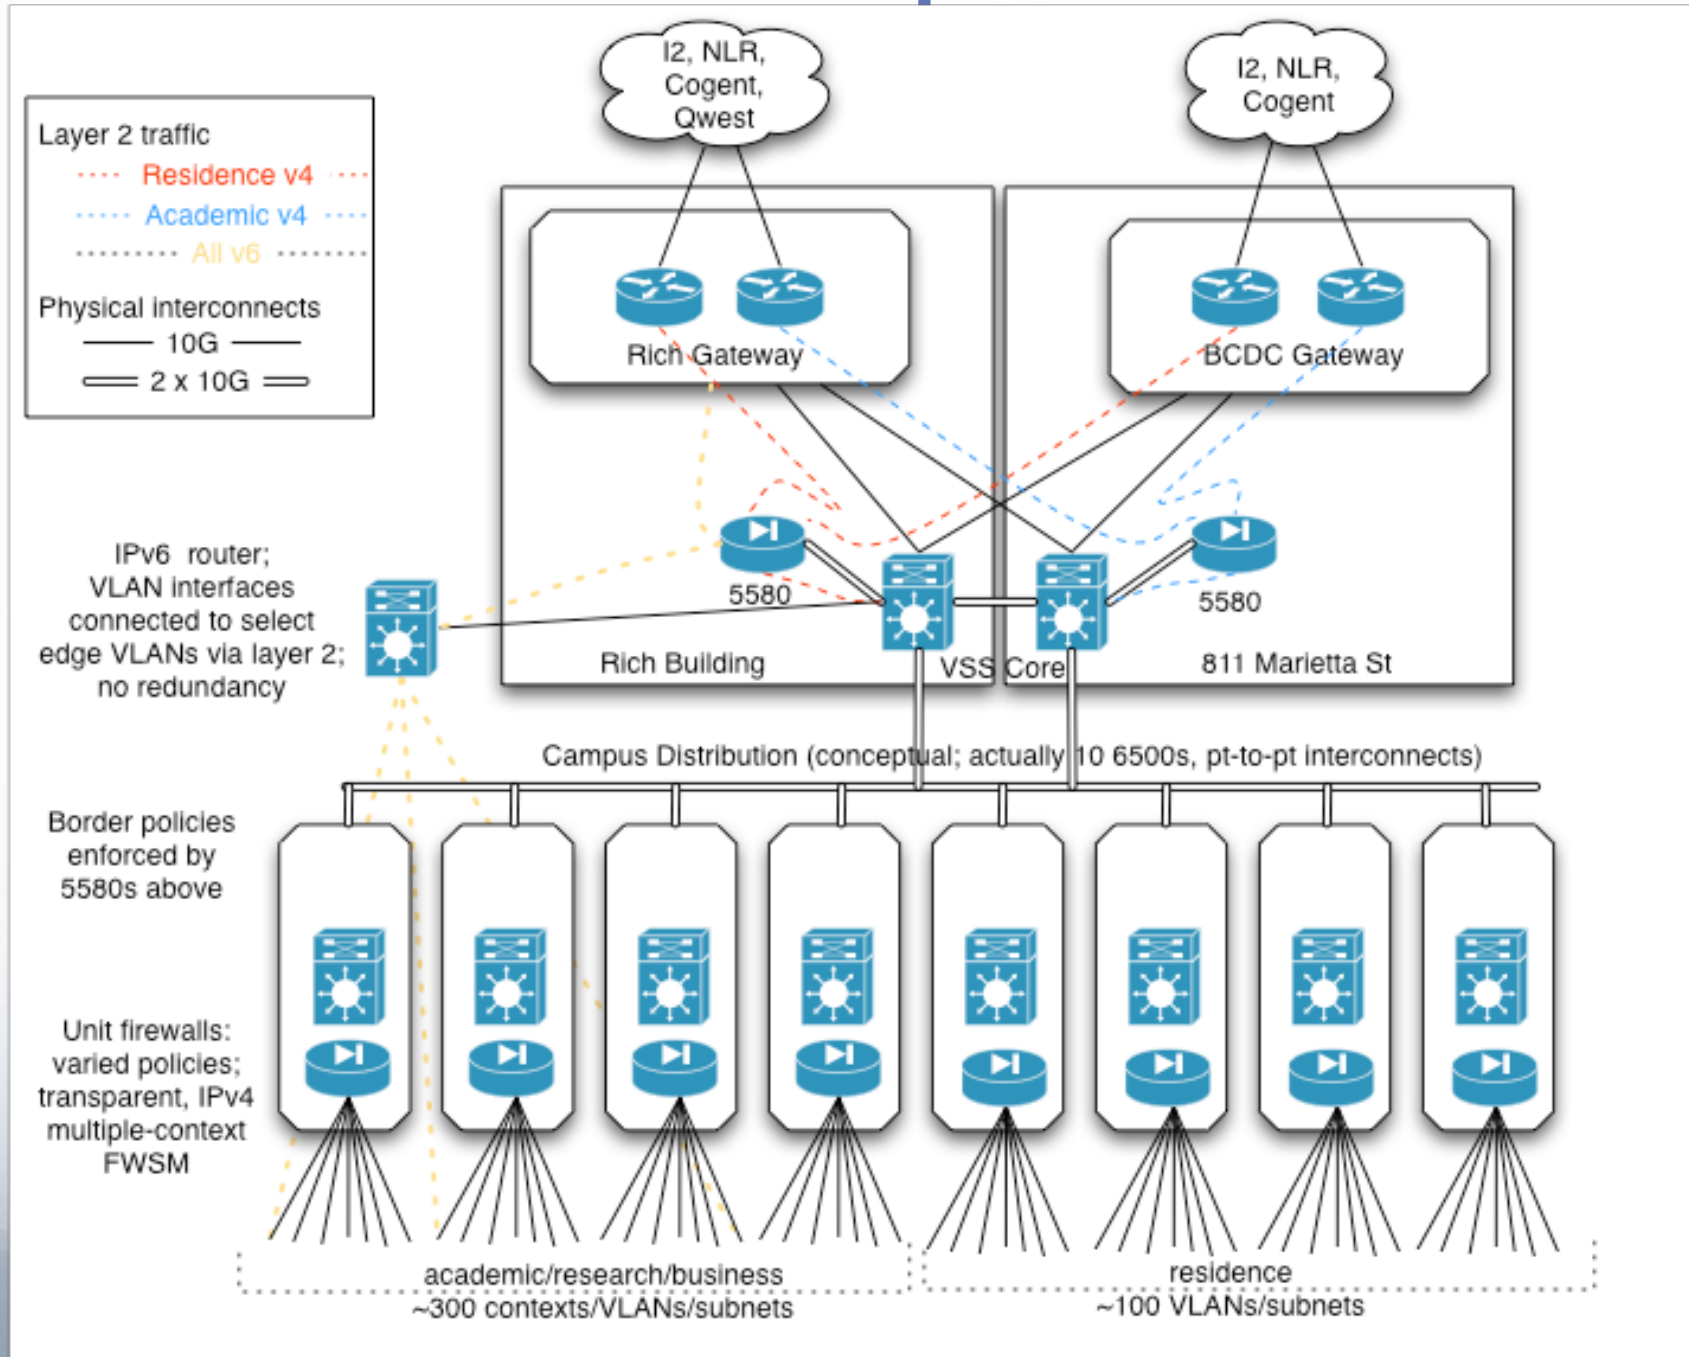 I2, NLR,
Cogent,
Qwest
I2, NLR,
Cogent
Layer 2 traffic
Residence v4
Academic v4
All v6
Physical interconnects
10G
2 x 10G
Rich Gateway
BCDC Gateway
IPv6 router;
VLAN interfaces
connected to select
edge VLANs via layer 2;
no redundancy
5580
5580
Rich Building
VSS Core
811 Marietta St
Campus Distribution (conceptual; actually 10 6500s, pt-to-pt interconnects)
Border policies
enforced by
5580s above
Unit firewalls:
varied policies;
transparent, IPv4
multiple-context
FWSM
academic/research/business
~300 contexts/VLANs/subnets
residence
~100 VLANs/subnets